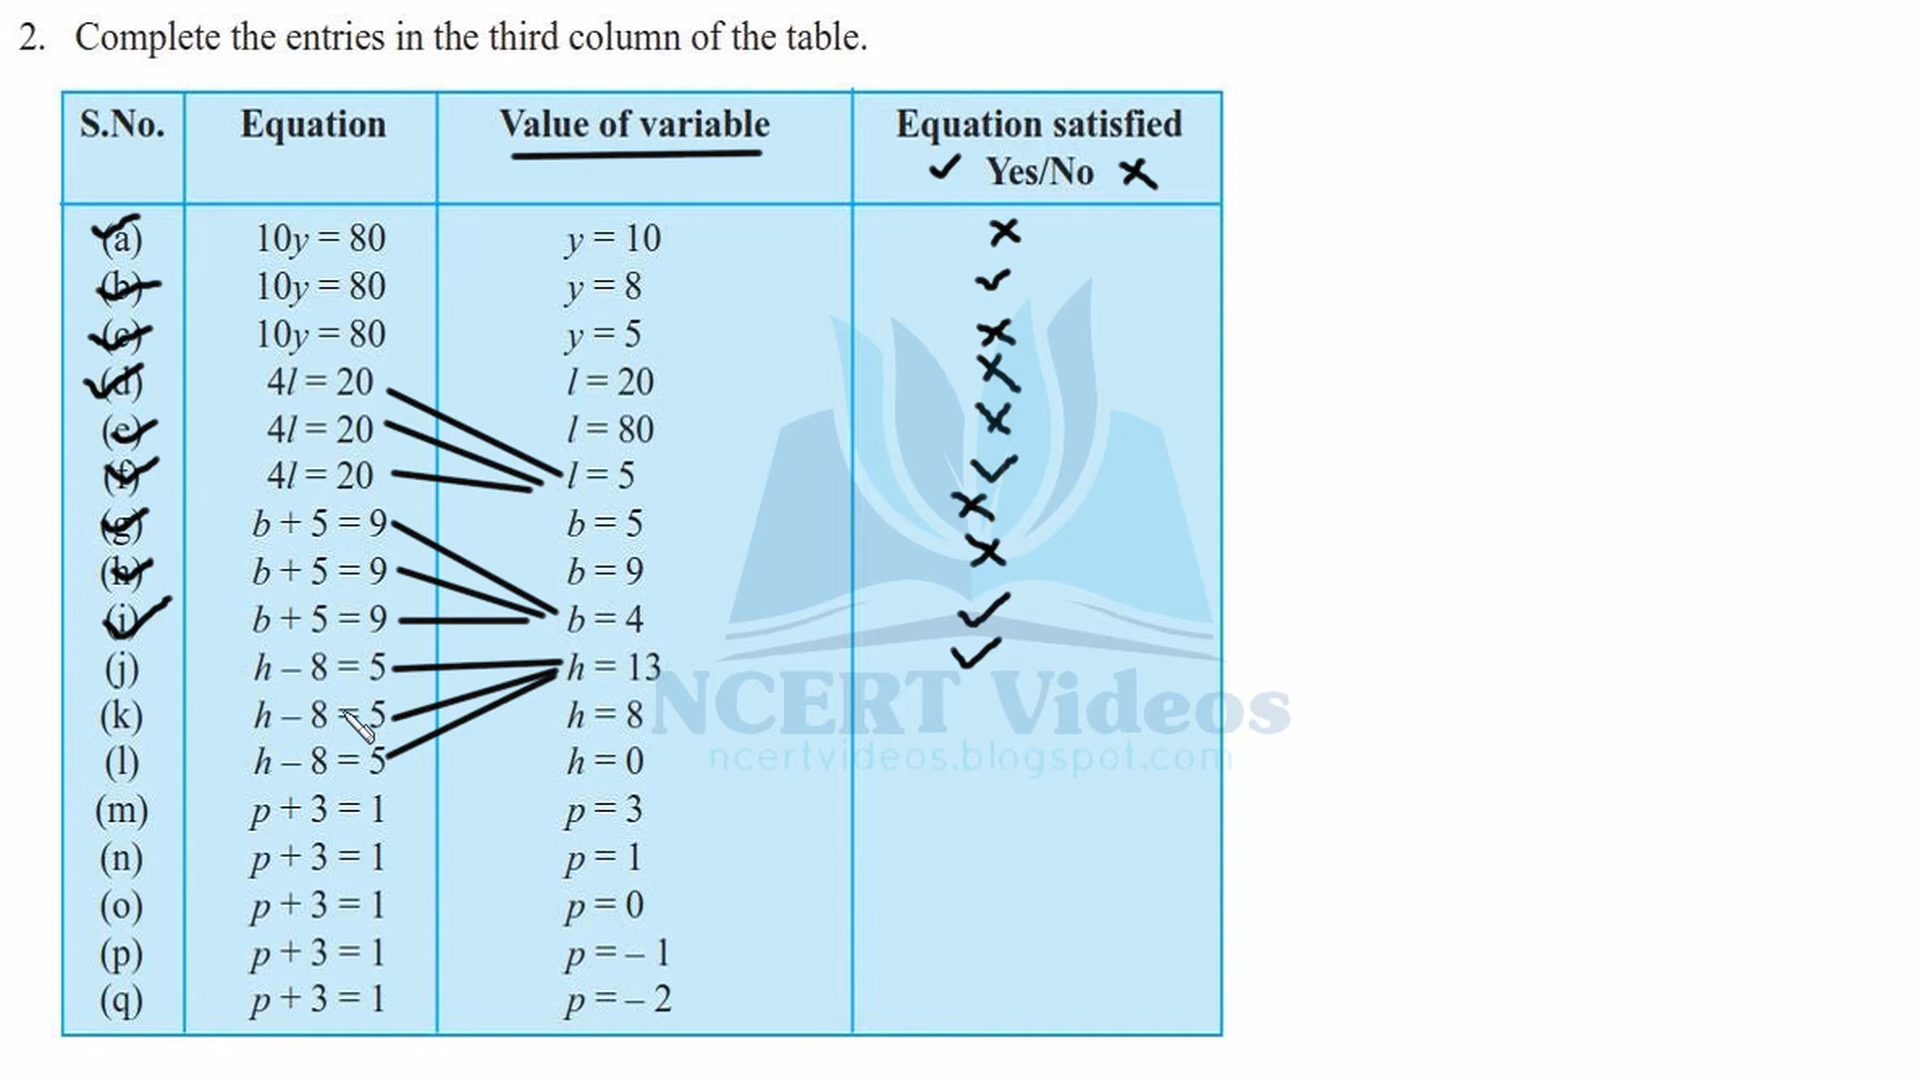 2. Complete the entries in the third column of the table.
S.No. Equation Value of variable Equation satisfied
✓ Yes/No ✗
(a) 10y = 80 y = 10 ✗
(b) 10y = 80 y = 8 ✓
(c) 10y = 80 y = 5 ✗
(d) 4l = 20 l = 20 ✗
(e) 4l = 20 l = 80 ✗
(f) 4l = 20 l = 5 ✓
(g) b + 5 = 9 b = 5 ✗
(h) b + 5 = 9 b = 9 ✗
(i) b + 5 = 9 b = 4 ✓
(j) h – 8 = 5 h = 13 ✓
(k) h – 8 = 5 h = 8
(l) h – 8 = 5 h = 0
(m) p + 3 = 1 p = 3
(n) p + 3 = 1 p = 1
(o) p + 3 = 1 p = 0
(p) p + 3 = 1 p = – 1
(q) p + 3 = 1 p = – 2
NCERT Videos
ncertvideos.blogspot.com